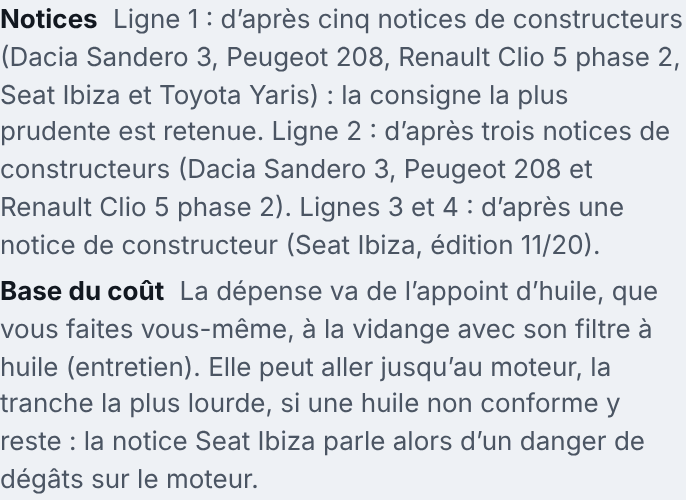 Notices Ligne 1 : d’après cinq notices de constructeurs
(Dacia Sandero 3, Peugeot 208, Renault Clio 5 phase 2,
Seat Ibiza et Toyota Yaris) : la consigne la plus
prudente est retenue. Ligne 2 : d’après trois notices de
constructeurs (Dacia Sandero 3, Peugeot 208 et
Renault Clio 5 phase 2). Lignes 3 et 4 : d’après une
notice de constructeur (Seat Ibiza, édition 11/20).
Base du coût La dépense va de l’appoint d’huile, que
vous faites vous-même, à la vidange avec son filtre à
huile (entretien). Elle peut aller jusqu’au moteur, la
tranche la plus lourde, si une huile non conforme y
reste : la notice Seat Ibiza parle alors d’un danger de
dégâts sur le moteur.